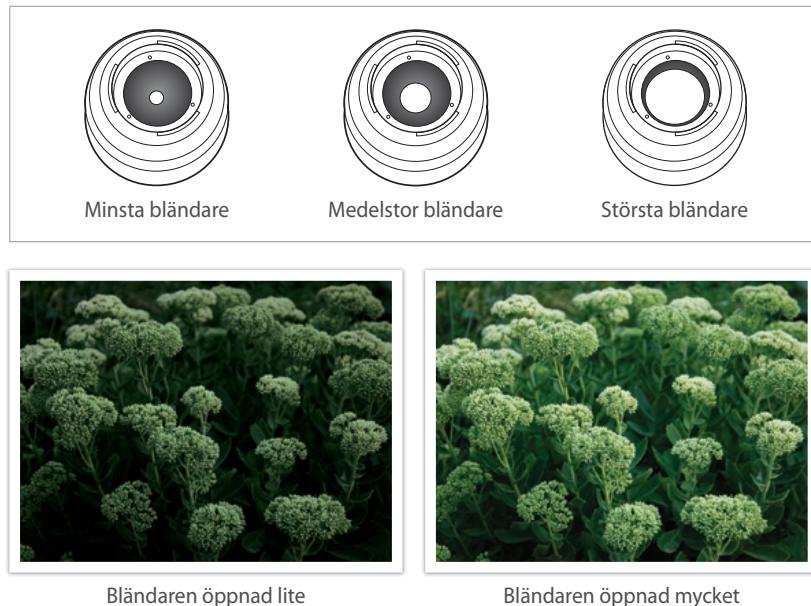 Minsta bländare
Medelstor bländare
Största bländare
Bländaren öppnad lite
Bländaren öppnad mycket